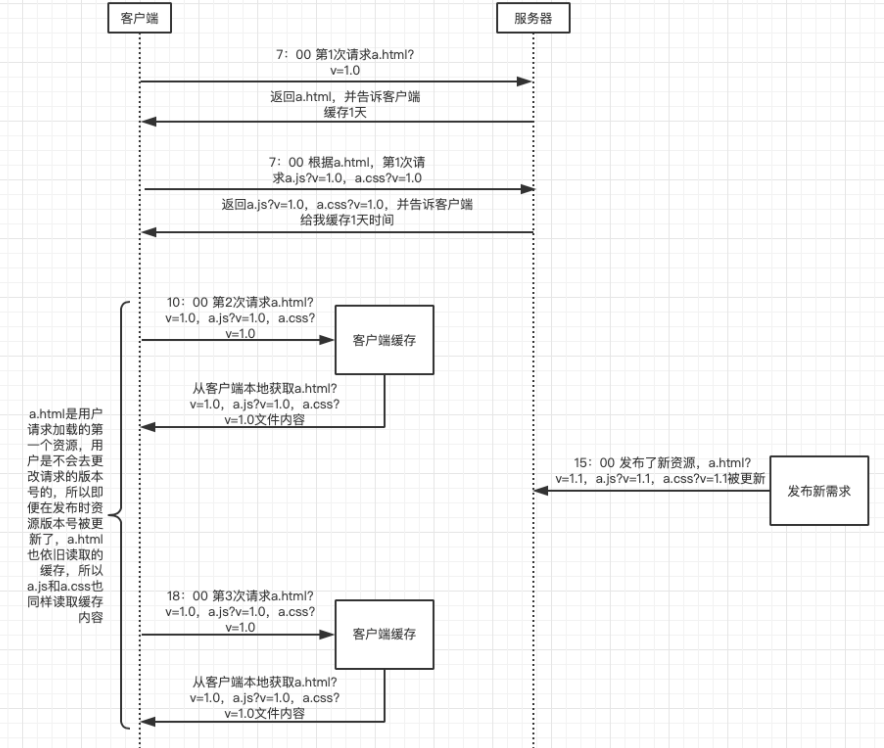 客户端
服务器
7：00 第1次请求a.html?
v=1.0
返回a.html，并告诉客户端
缓存1天
7：00 根据a.html，第1次请
求a.js?v=1.0，a.css?v=1.0
返回a.js?v=1.0，a.css?v=1.0，并告诉客户端
给我缓存1天时间
10：00 第2次请求a.html?
v=1.0，a.js?v=1.0，a.css?
v=1.0
客户端缓存
从客户端本地获取a.html?
v=1.0，a.js?v=1.0，a.css?
v=1.0文件内容
a.html是用户
请求加载的第
一个资源，用
户是不会去更
改请求的版本
号的，所以即
便在发布时资
源版本号被更
新了，a.html
也依旧读取的
缓存，所以
a.js和a.css也
同样读取缓存
内容
15：00 发布了新资源，a.html?
v=1.1，a.js?v=1.1，a.css?v=1.1被更新
发布新需求
18：00 第3次请求a.html?
v=1.0，a.js?v=1.0，a.css?
v=1.0
客户端缓存
从客户端本地获取a.html?
v=1.0，a.js?v=1.0，a.css?
v=1.0文件内容